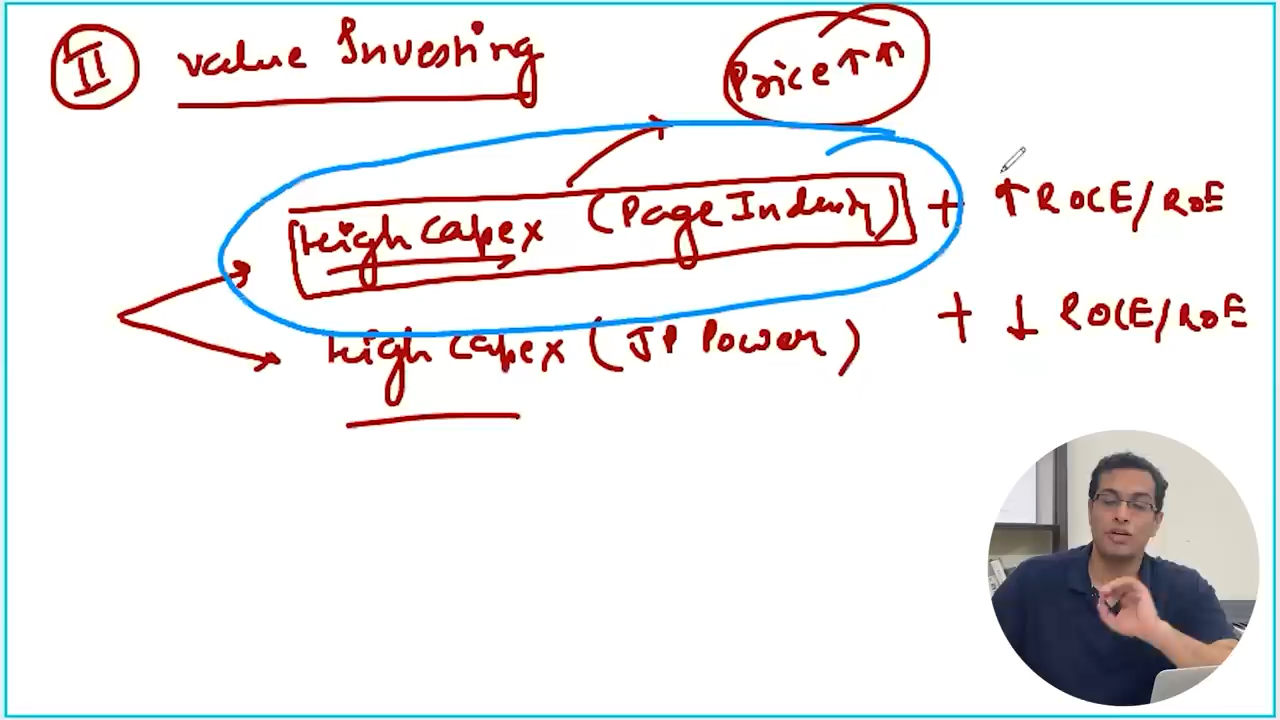 II value Investing
Price ↑↑
High Capex (Page Industry) + ↑ ROCE/ROE
High Capex (JP Power) + ↓ ROCE/ROE